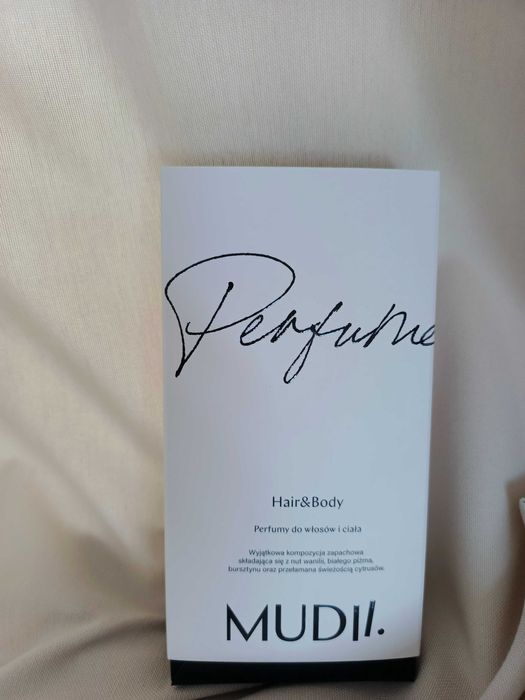 Perfume
Hair&Body
Perfumy do włosów i ciała
Wyjątkowa kompozycja zapachowa
składająca się z nut wanilii, białego piżma,
bursztynu oraz przełamana świeżością cytrusów.
MUDII.